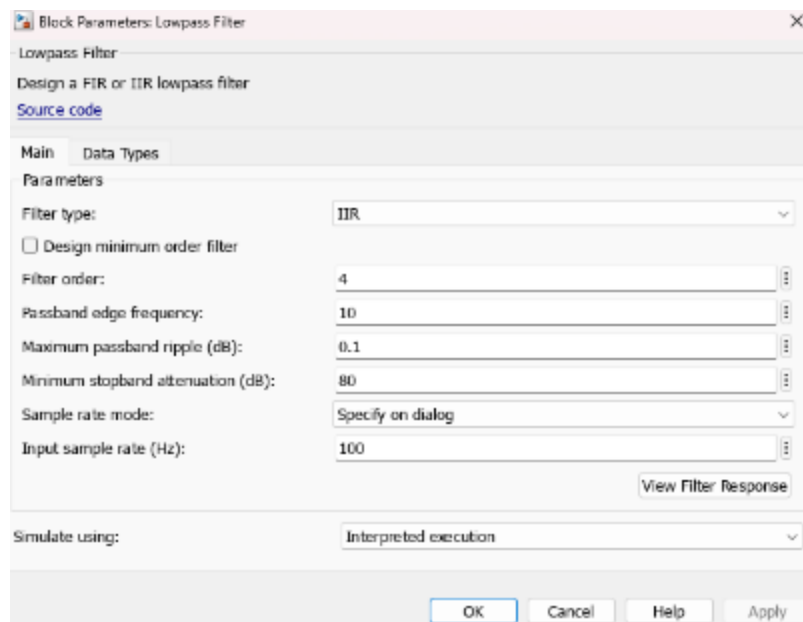 Block Parameters: Lowpass Filter
Lowpass Filter
Design a FIR or IIR lowpass filter
Source code
Main Data Types
Parameters
Filter type: IIR
Design minimum order filter
Filter order: 4
Passband edge frequency: 10
Maximum passband ripple (dB): 0.1
Minimum stopband attenuation (dB): 80
Sample rate mode: Specify on dialog
Input sample rate (Hz): 100
View Filter Response
Simulate using: Interpreted execution
OK Cancel Help Apply